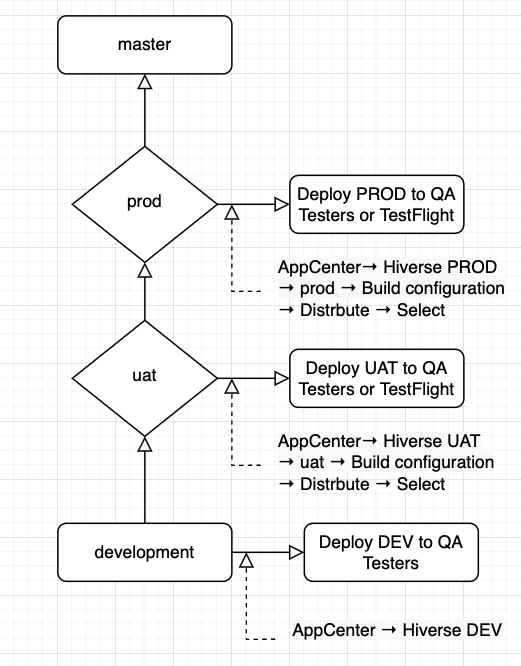 master
prod
Deploy PROD to QA
Testers or TestFlight
AppCenter→ Hiverse PROD
→ prod → Build configuration
→ Distrbute → Select
uat
Deploy UAT to QA
Testers or TestFlight
AppCenter→ Hiverse UAT
→ uat → Build configuration
→ Distrbute → Select
development
Deploy DEV to QA
Testers
AppCenter → Hiverse DEV